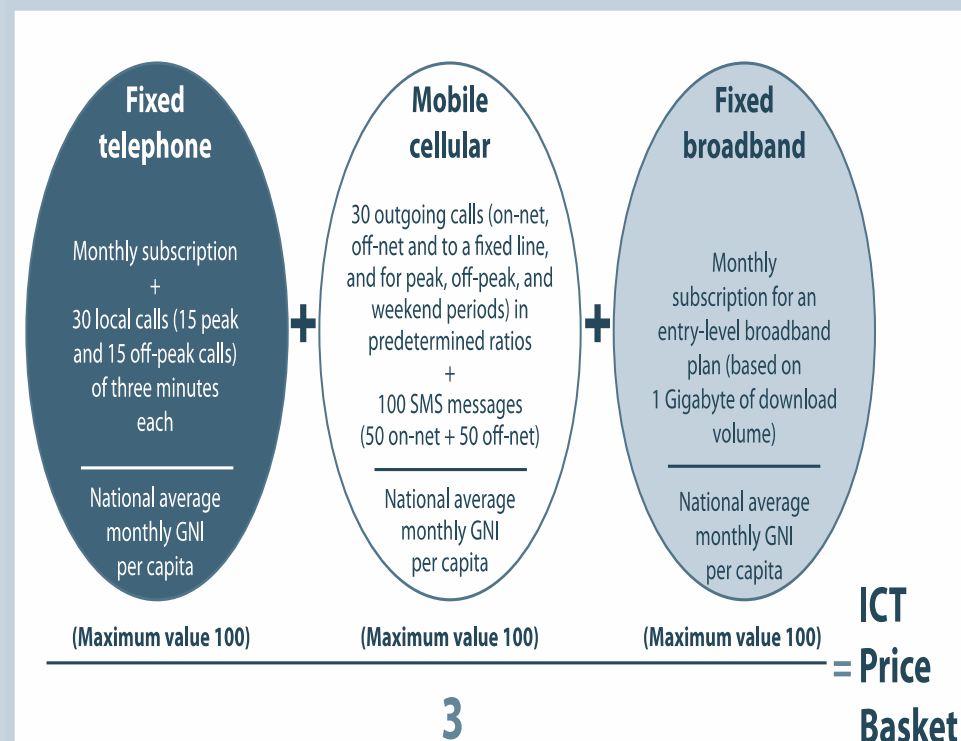 Fixed
telephone
Monthly subscription
+
30 local calls (15 peak
and 15 off-peak calls)
of three minutes
each
National average
monthly GNI
per capita
(Maximum value 100)
+
Mobile
cellular
30 outgoing calls (on-net,
off-net and to a fixed line,
and for peak, off-peak, and
weekend periods) in
predetermined ratios
+
100 SMS messages
(50 on-net + 50 off-net)
National average
monthly GNI
per capita
(Maximum value 100)
+
Fixed
broadband
Monthly
subscription for an
entry-level broadband
plan (based on
1 Gigabyte of download
volume)
National average
monthly GNI
per capita
(Maximum value 100)
3
=
ICT
Price
Basket